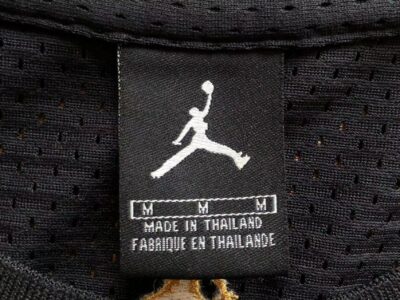 M M M
MADE IN THAILAND
FABRIQUE EN THAILANDE